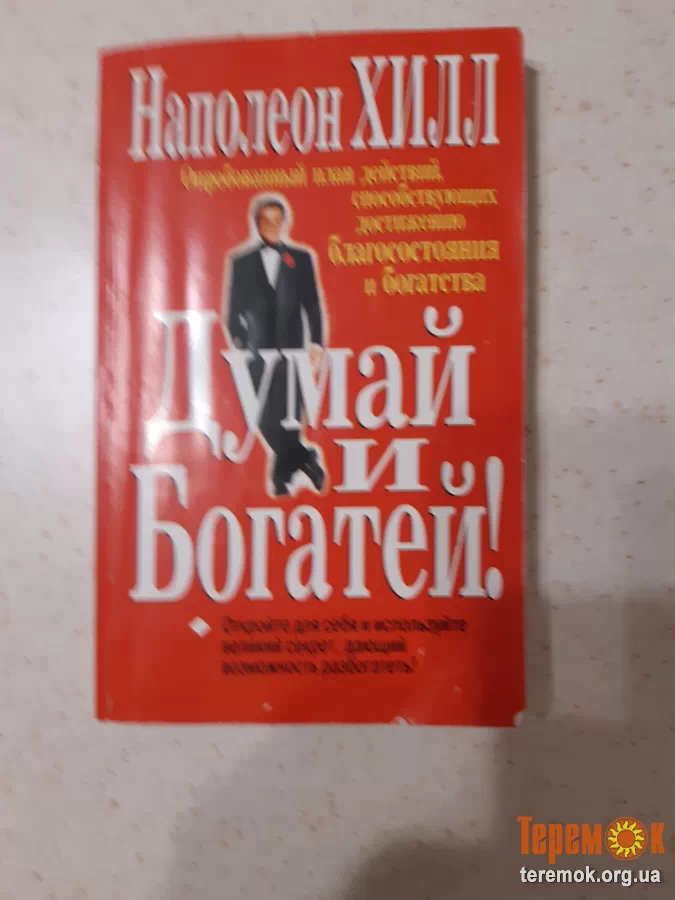 Наполеон ХИЛЛ
Опробованный план действий,
способствующих
достижению
благосостояния
и богатства
Думай
и
Богатей!
Откройте для себя и используйте
великий секрет, дающий
возможность разбогатеть!
Теремок
teremok.org.ua